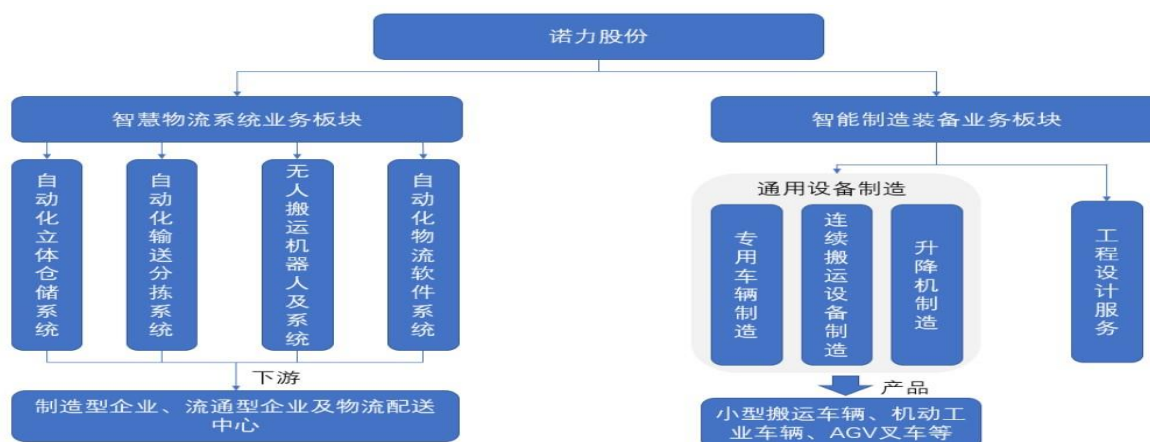 诺力股份
智慧物流系统业务板块
智能制造装备业务板块
自动化立体仓储系统
自动化输送分拣系统
无人搬运机器人及系统
自动化物流软件系统
通用设备制造
专用车辆制造
连续搬运设备制造
升降机制造
工程设计服务
下游
制造型企业、流通型企业及物流配送
中心
产品
小型搬运车辆、机动工
业车辆、AGV叉车等